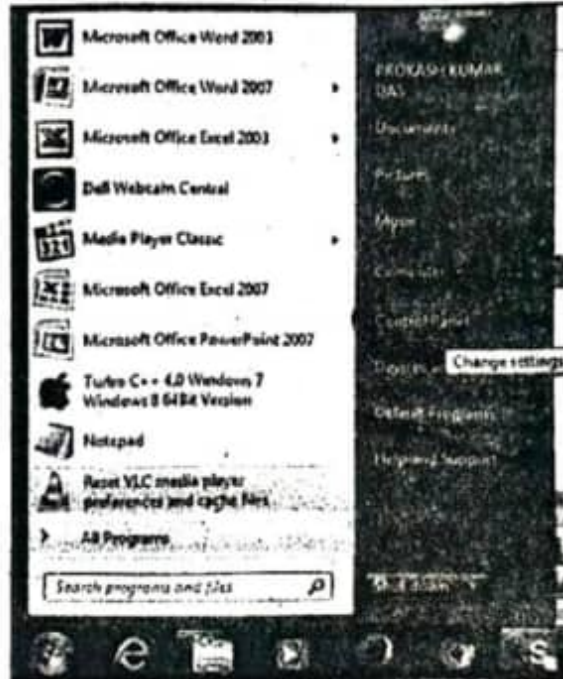 Microsoft Office Word 2003
Microsoft Office Word 2007
Microsoft Office Excel 2003
Dell Webcam Central
Media Player Classic
Microsoft Office Excel 2007
Microsoft Office PowerPoint 2007
Turbo C++ 4.0 Windows 7
Windows 8 64Bit Version
Notepad
Reset VLC media player
preferences and cache files
All Programs
Search programs and files
PROKASH KUMAR
DAS
Documents
Pictures
Music
Computer
Control Panel
Devices
Change settings
Default Programs
Help and Support
Shut down